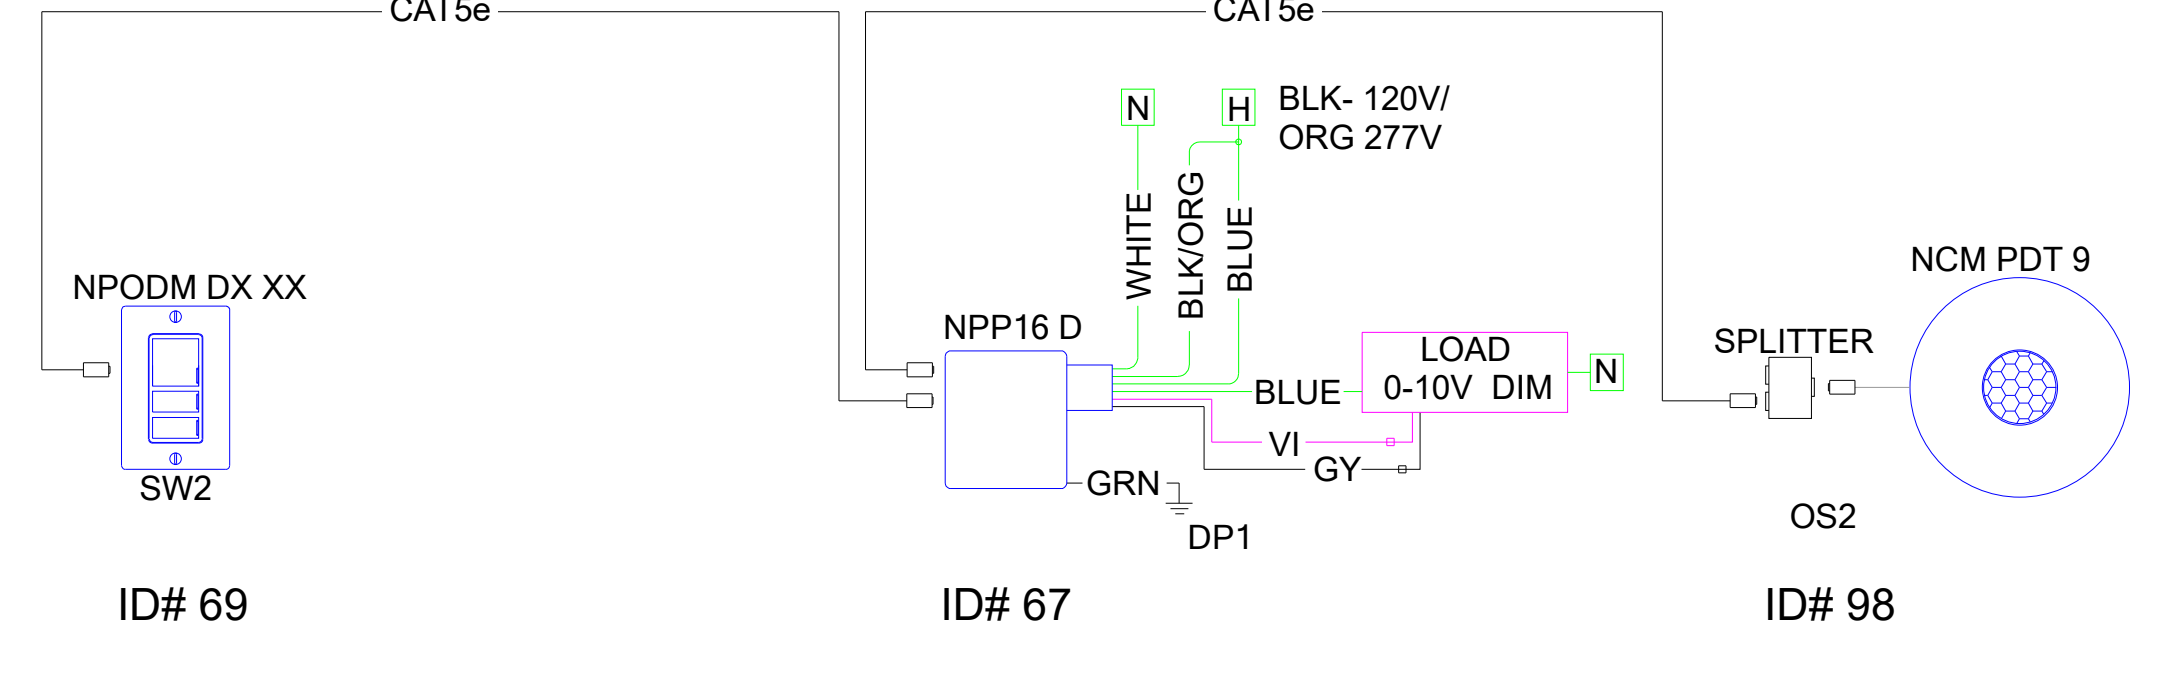 CAT5e
CAT5e
N
H
BLK- 120V/
ORG 277V
WHITE
BLK/ORG
BLUE
NPODM DX XX
SW2
NPP16 D
BLUE
LOAD
0-10V DIM
N
VI
GY
GRN
DP1
SPLITTER
NCM PDT 9
OS2
ID# 69
ID# 67
ID# 98